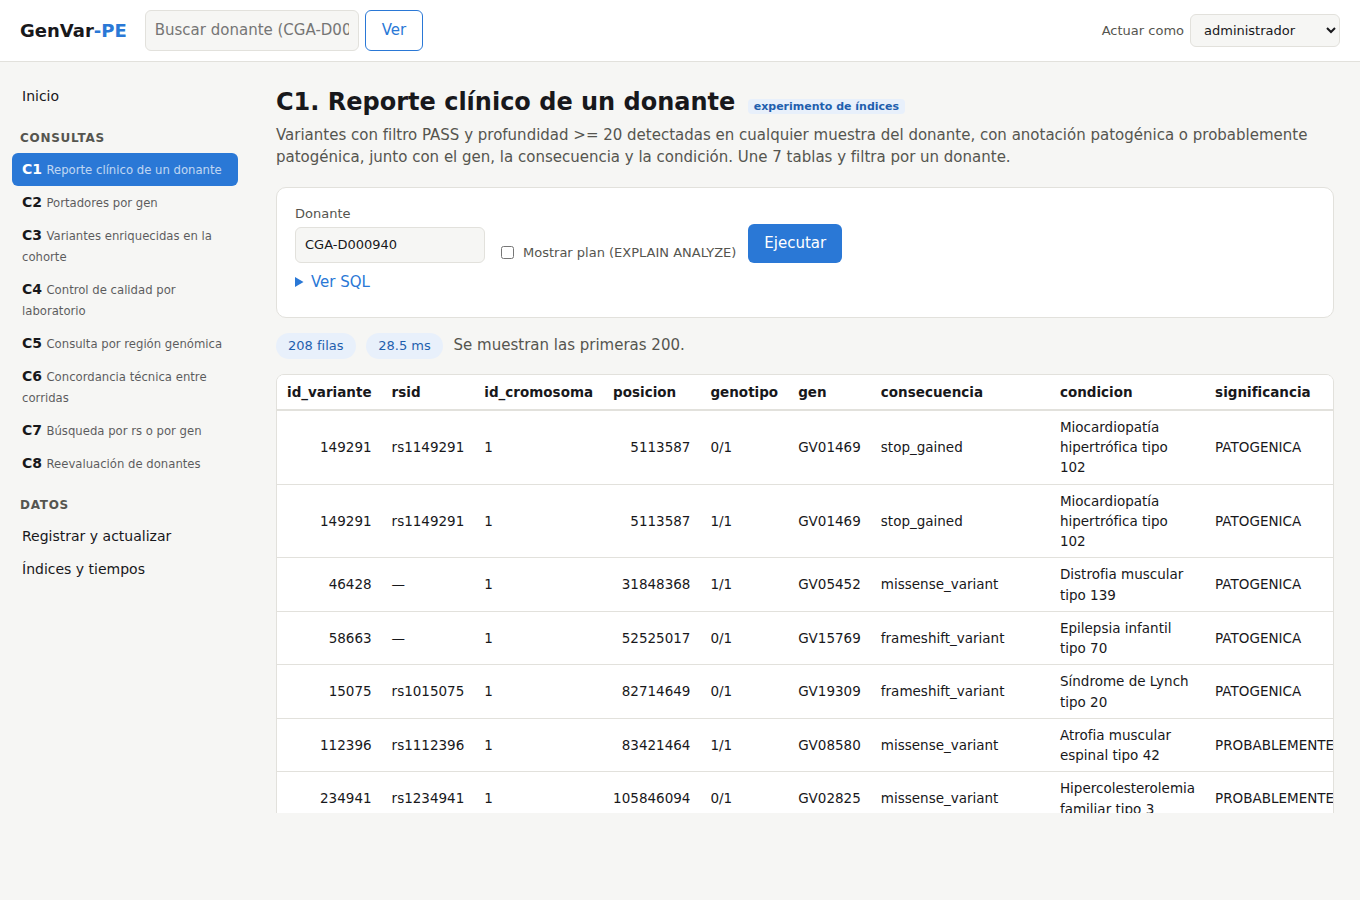 GenVar-PE
Buscar donante (CGA-D00
Ver
Actuar como
administrador
Inicio
CONSULTAS
C1 Reporte clínico de un donante
C2 Portadores por gen
C3 Variantes enriquecidas en la
cohorte
C4 Control de calidad por
laboratorio
C5 Consulta por región genómica
C6 Concordancia técnica entre
corridas
C7 Búsqueda por rs o por gen
C8 Reevaluación de donantes
DATOS
Registrar y actualizar
Índices y tiempos
C1. Reporte clínico de un donante experimento de índices
Variantes con filtro PASS y profundidad >= 20 detectadas en cualquier muestra del donante, con anotación patogénica o probablemente
patogénica, junto con el gen, la consecuencia y la condición. Une 7 tablas y filtra por un donante.
Donante
CGA-D000940
Mostrar plan (EXPLAIN ANALYZE)
Ejecutar
Ver SQL
208 filas 28.5 ms Se muestran las primeras 200.
id_variante rsid id_cromosoma posicion genotipo gen consecuencia condicion significancia
149291 rs1149291 1 5113587 0/1 GV01469 stop_gained Miocardiopatía hipertrófica tipo 102 PATOGENICA
149291 rs1149291 1 5113587 1/1 GV01469 stop_gained Miocardiopatía hipertrófica tipo 102 PATOGENICA
46428 — 1 31848368 1/1 GV05452 missense_variant Distrofia muscular tipo 139 PATOGENICA
58663 — 1 52525017 0/1 GV15769 frameshift_variant Epilepsia infantil tipo 70 PATOGENICA
15075 rs1015075 1 82714649 0/1 GV19309 frameshift_variant Síndrome de Lynch tipo 20 PATOGENICA
112396 rs1112396 1 83421464 1/1 GV08580 missense_variant Atrofia muscular espinal tipo 42 PROBABLEMENTE
234941 rs1234941 1 105846094 0/1 GV02825 missense_variant Hipercolesterolemia familiar tipo 3 PROBABLEMENTE